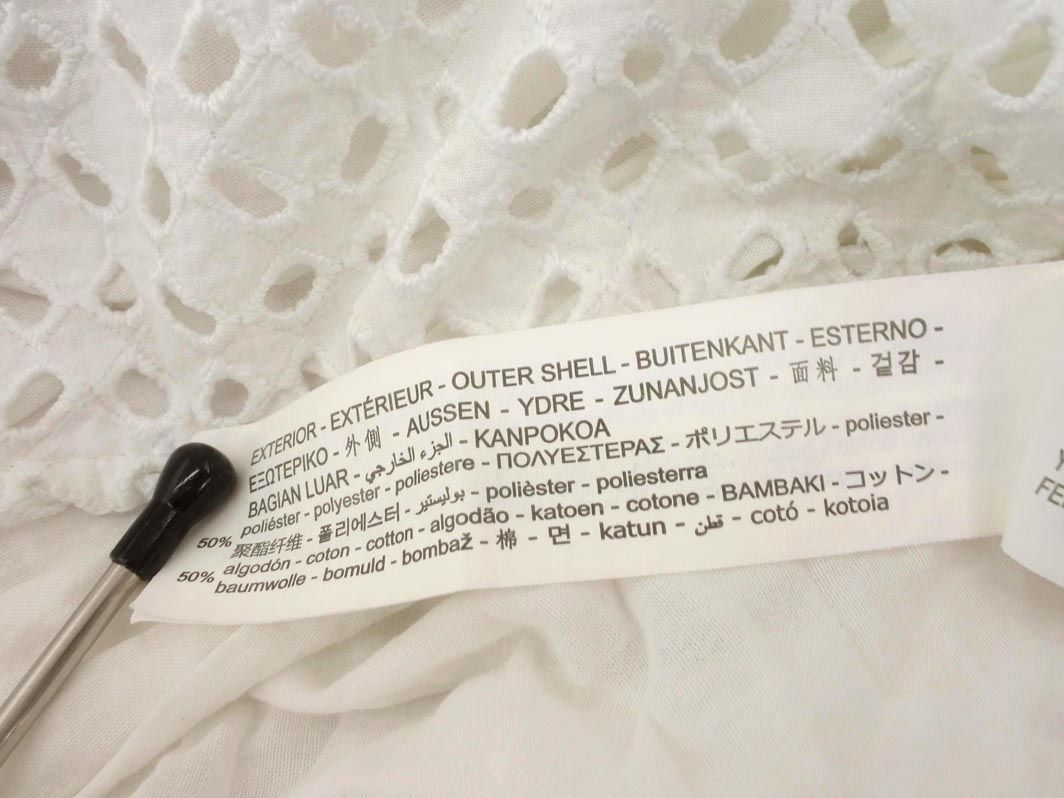 EXTERIOR - EXTÉRIEUR - OUTER SHELL - BUITENKANT - ESTERNO -
ΕΞΩΤΕΡΙΚΟ - 外側 - AUSSEN - YDRE - ZUNANJOST - 面料 - 겉감 -
BAGIAN LUAR - الجزء الخارجي - KANPOKOA
50% poliéster - polyester - poliestere - ΠΟΛΥΕΣΤΕΡΑΣ - ポリエステル - poliester -
聚酯纤维 - 폴리에스터 - بوليستير - polièster - poliesterra
50% algodón - coton - cotton - algodão - katoen - cotone - BAMBAKI - コットン -
baumwolle - bomuld - bombaž - 棉 - 면 - katun - قطن - cotó - kotoia
FE